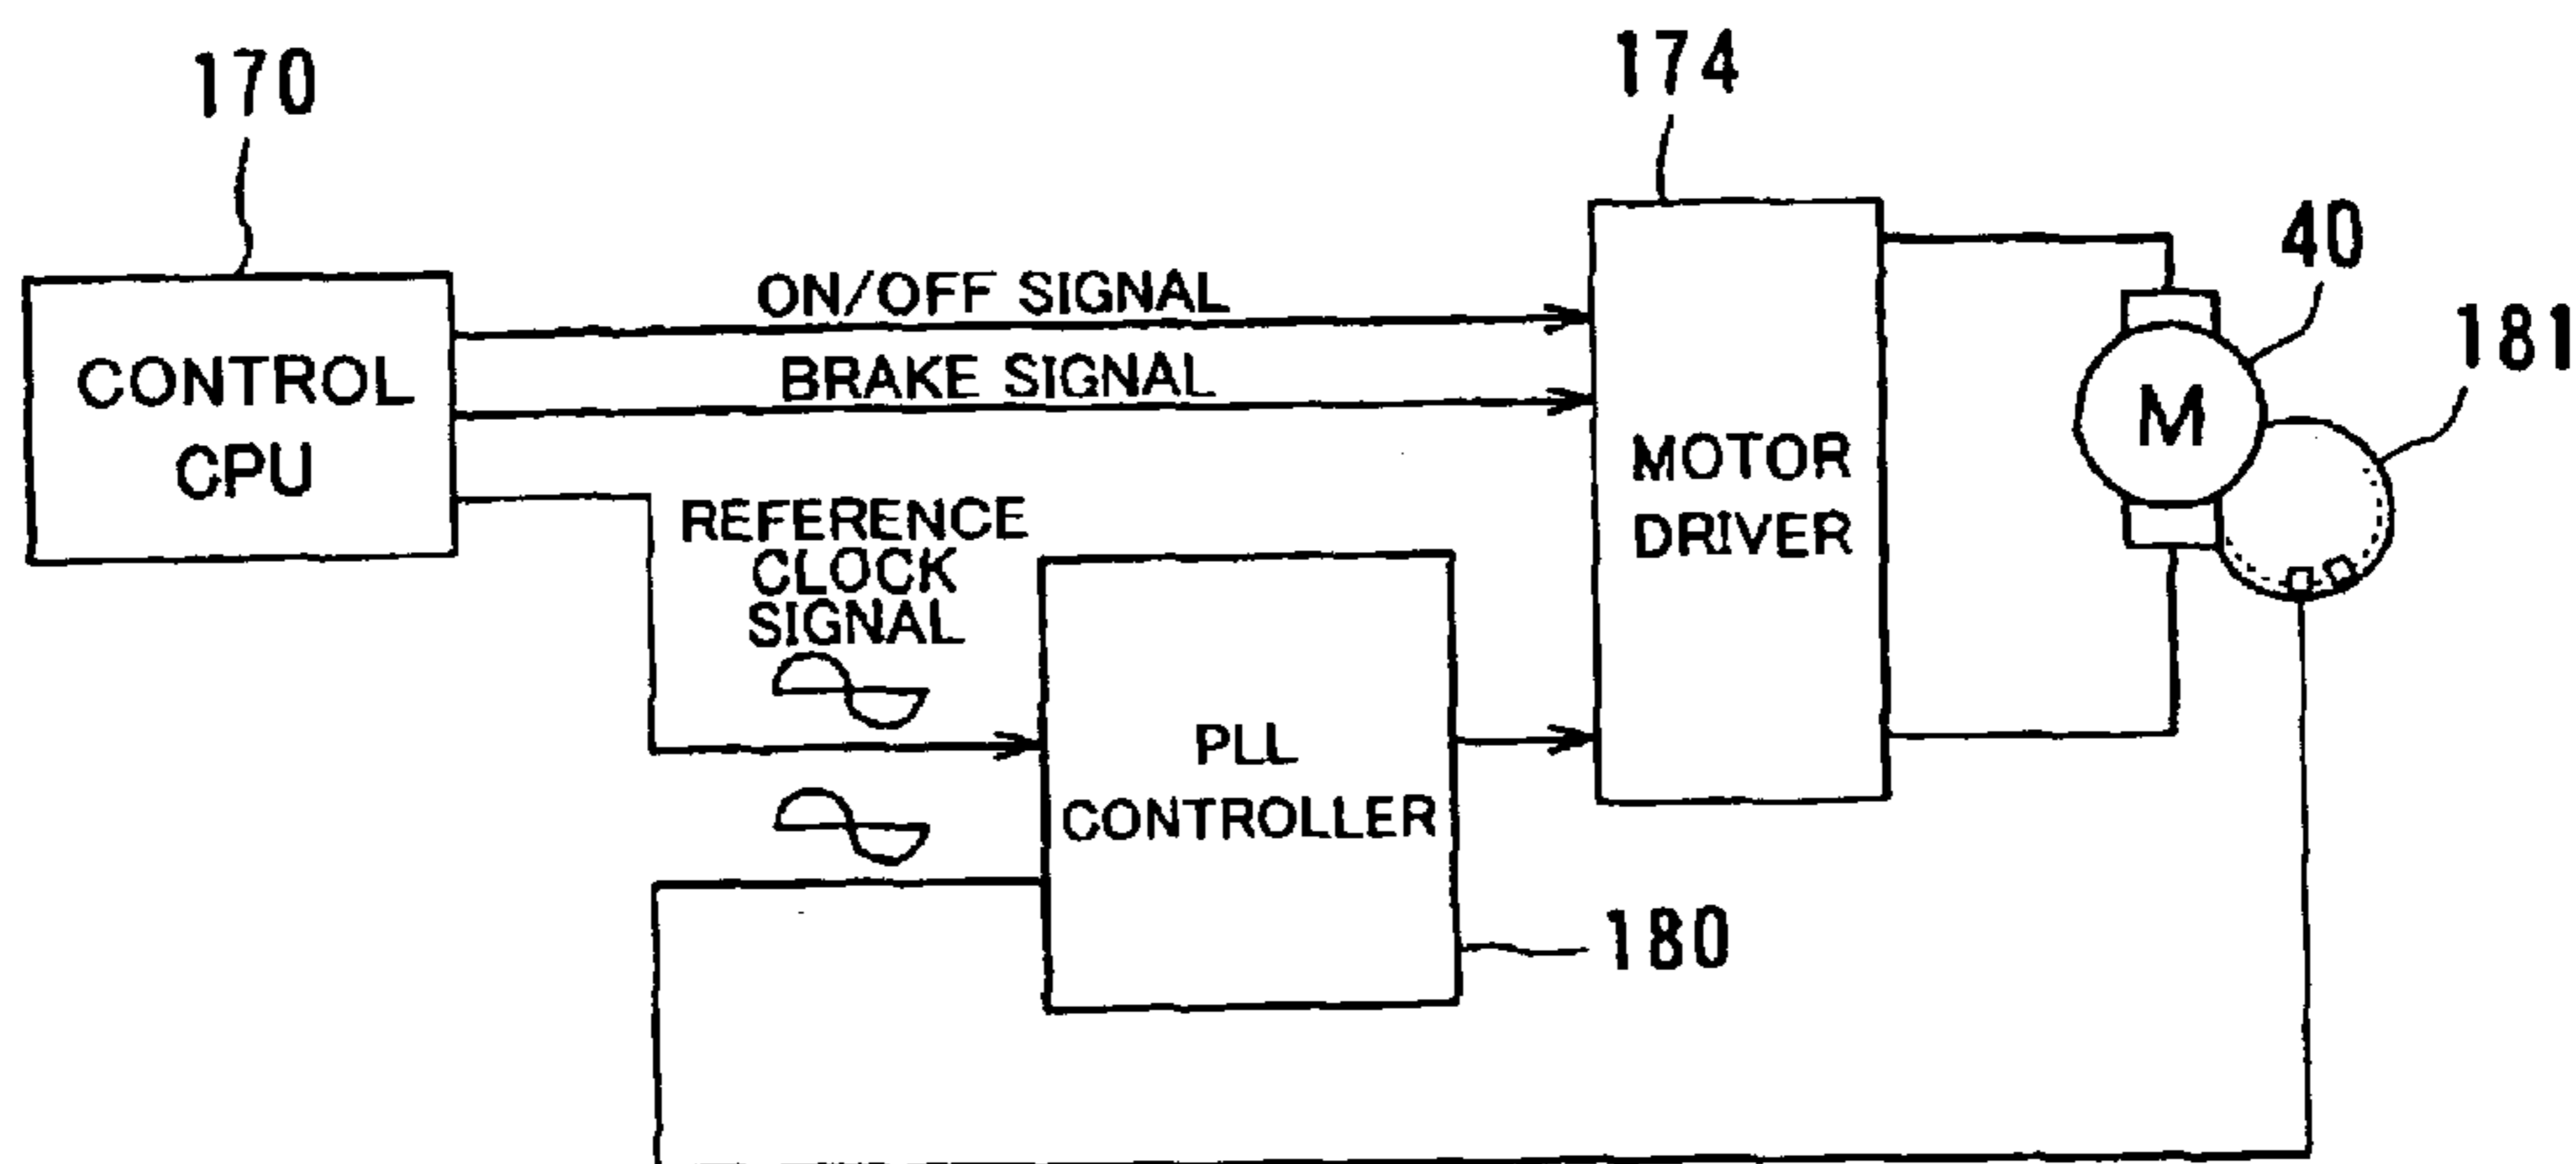 170
174
40
181
ON/OFF SIGNAL
BRAKE SIGNAL
CONTROL
CPU
M
MOTOR
DRIVER
REFERENCE
CLOCK
SIGNAL
PLL
CONTROLLER
180